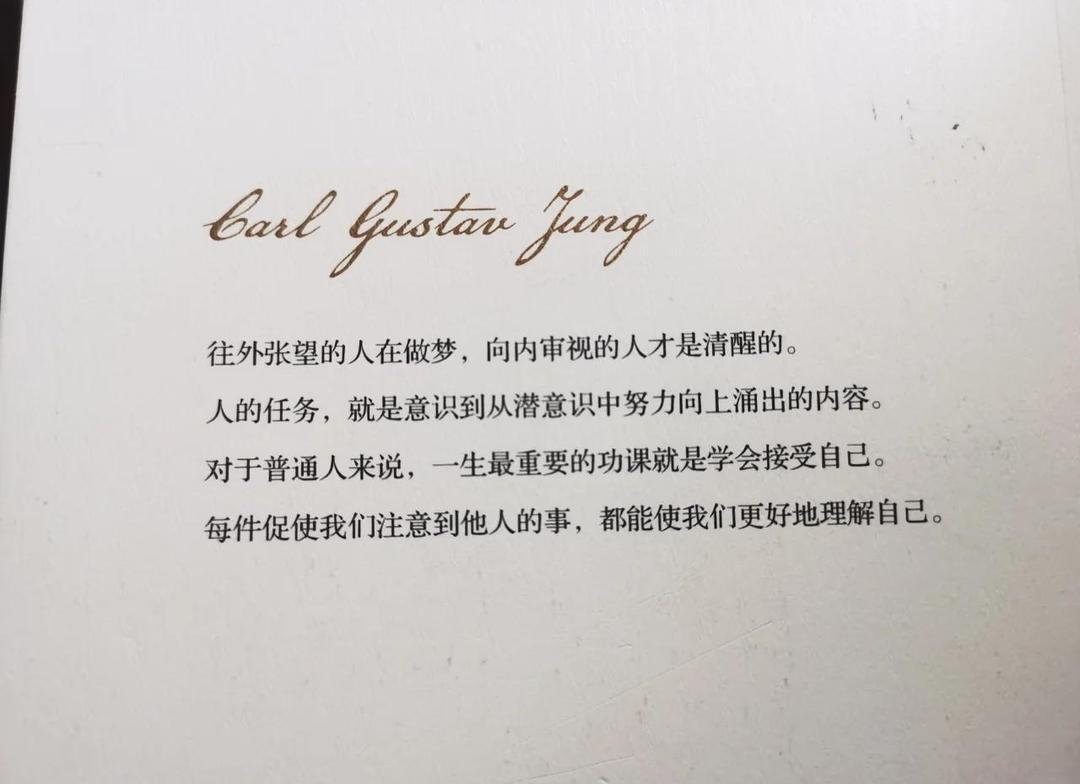 Carl Gustav Jung
往外张望的人在做梦，向内审视的人才是清醒的。
人的任务，就是意识到从潜意识中努力向上涌出的内容。
对于普通人来说，一生最重要的功课就是学会接受自己。
每件促使我们注意到他人的事，都能使我们更好地理解自己。